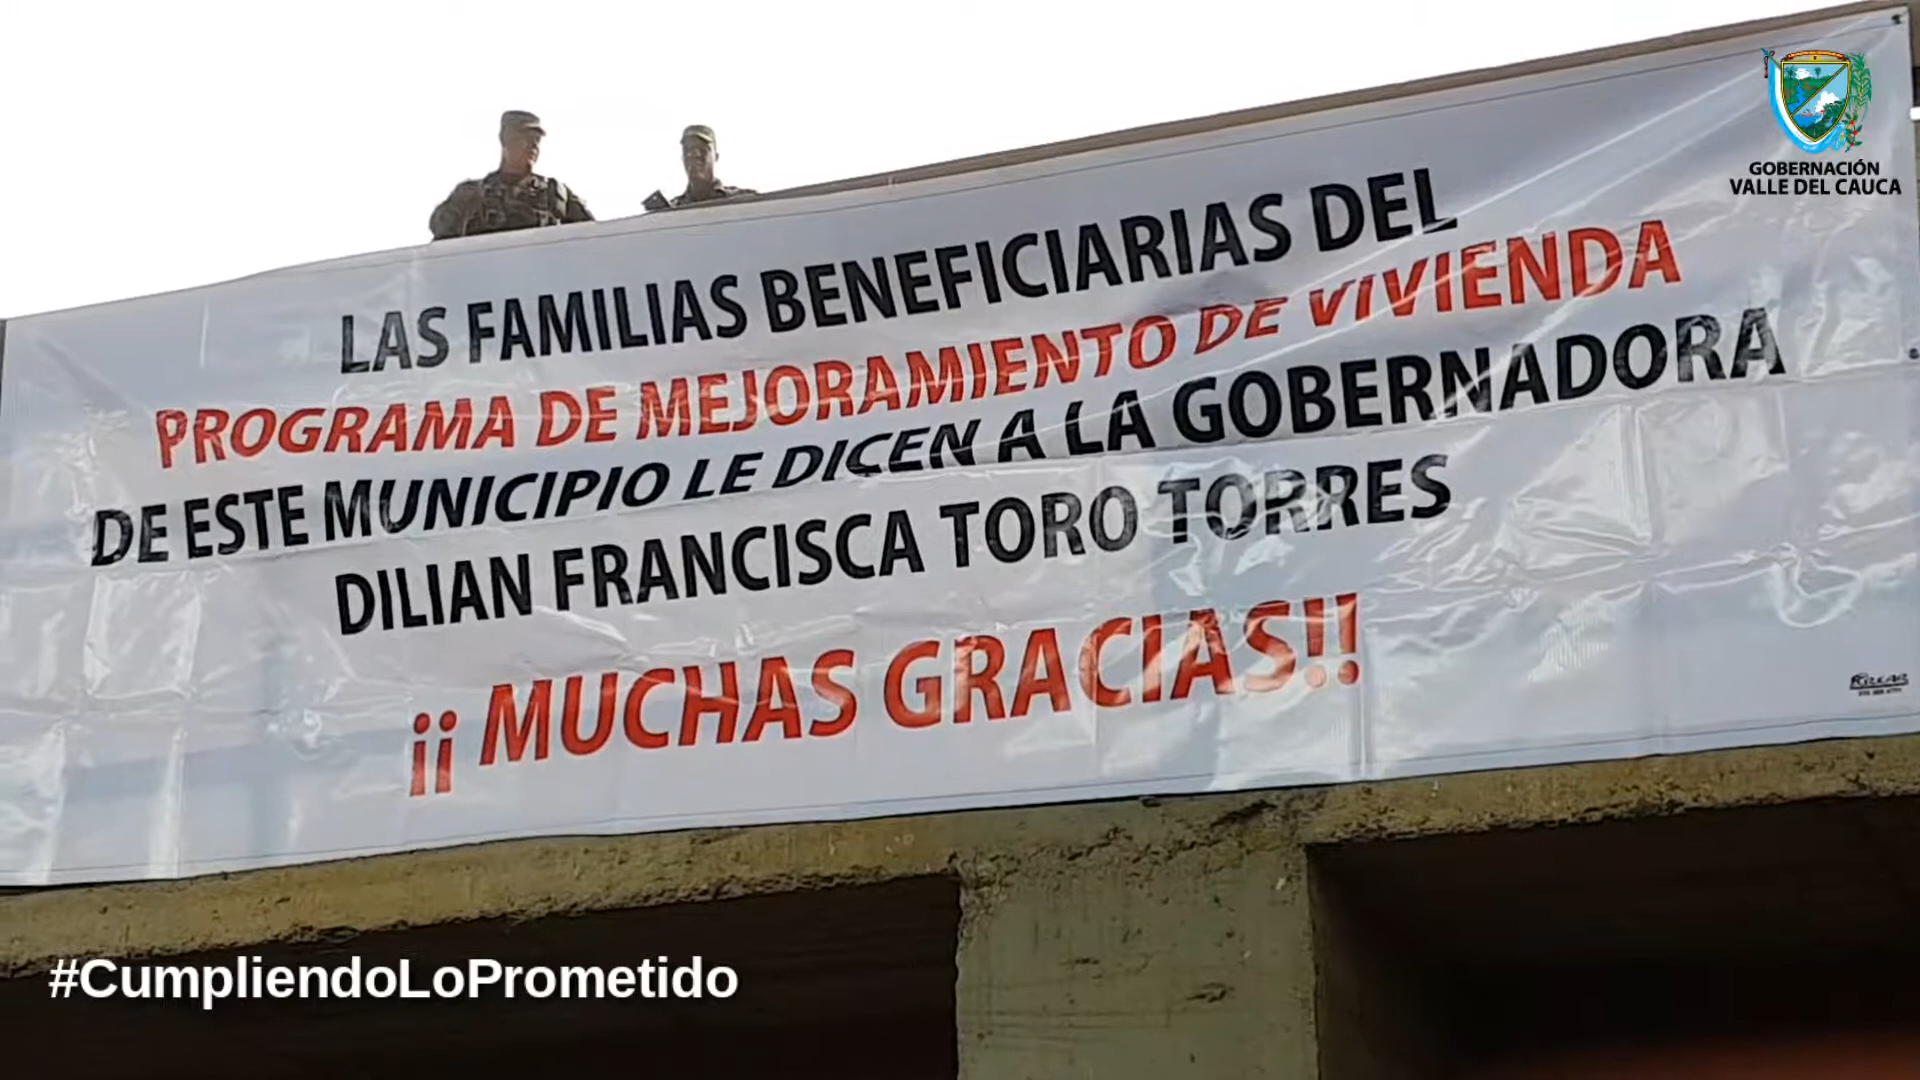 GOBERNACIÓN
VALLE DEL CAUCA
LAS FAMILIAS BENEFICIARIAS DEL
PROGRAMA DE MEJORAMIENTO DE VIVIENDA
DE ESTE MUNICIPIO LE DICEN A LA GOBERNADORA
DILIAN FRANCISCA TORO TORRES
¡¡ MUCHAS GRACIAS!!
#CumpliendoLoPrometido